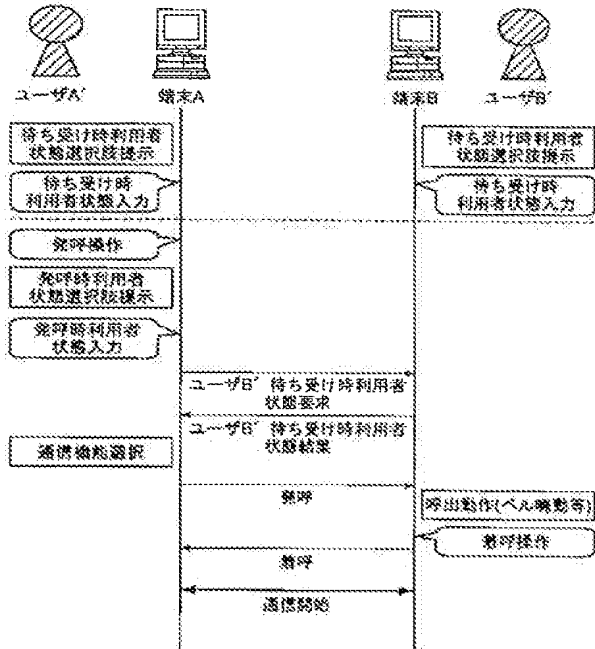 ユーザA´
端末A
端末B
ユーザB´
待ち受け時利用者
状態選択肢提示
待ち受け時利用者
状態選択肢提示
待ち受け時
利用者状態入力
待ち受け時
利用者状態入力
発呼操作
発呼時利用者
状態選択肢提示
発呼時利用者
状態入力
ユーザB´ 待ち受け時利用者
状態要求
ユーザB´ 待ち受け時利用者
状態結果
通信機能選択
発呼
呼出動作(ベル鳴動等)
着呼操作
着呼
通信開始